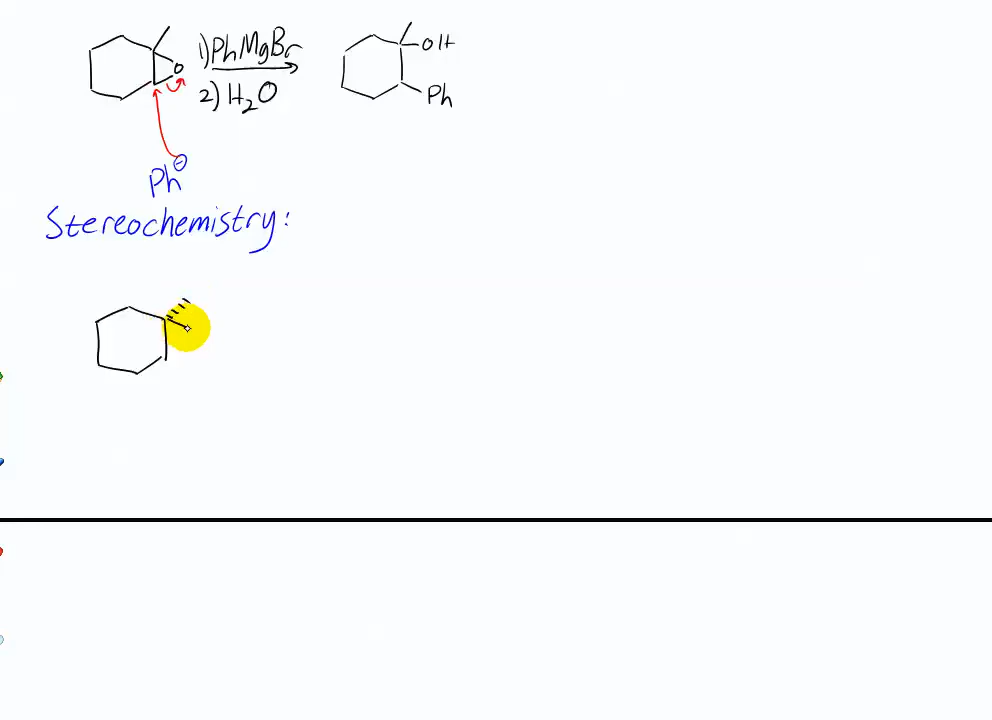 1) PhMgBr
2) H2O
O
OH
Ph
Ph⊖
Stereochemistry: